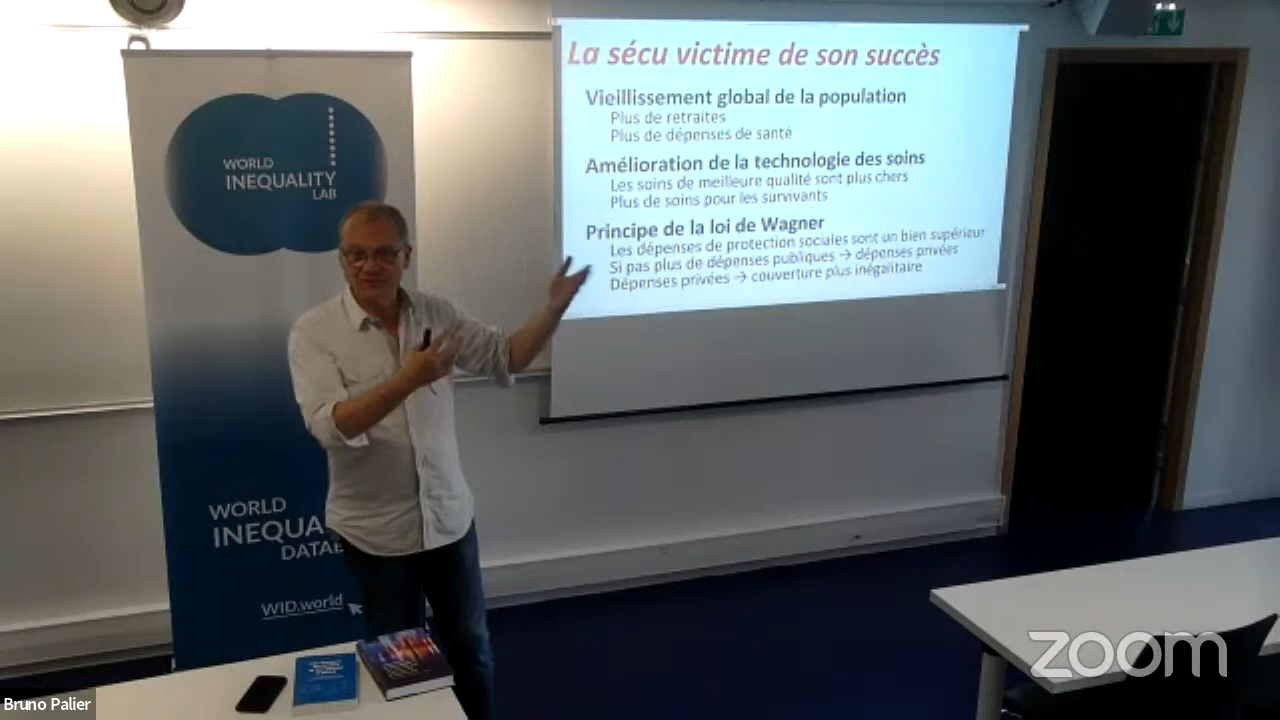 La sécu victime de son succès
Vieillissement global de la population
Plus de retraites
Plus de dépenses de santé
Amélioration de la technologie des soins
Les soins de meilleure qualité sont plus chers
Plus de soins pour les survivants
Principe de la loi de Wagner
Les dépenses de protection sociales sont un bien supérieur
Si pas plus de dépenses publiques → dépenses privées
Dépenses privées → couverture plus inégalitaire
WORLD
INEQUALITY
LAB
WORLD
INEQUA
DATAB
WID.world
zoom
Bruno Palier